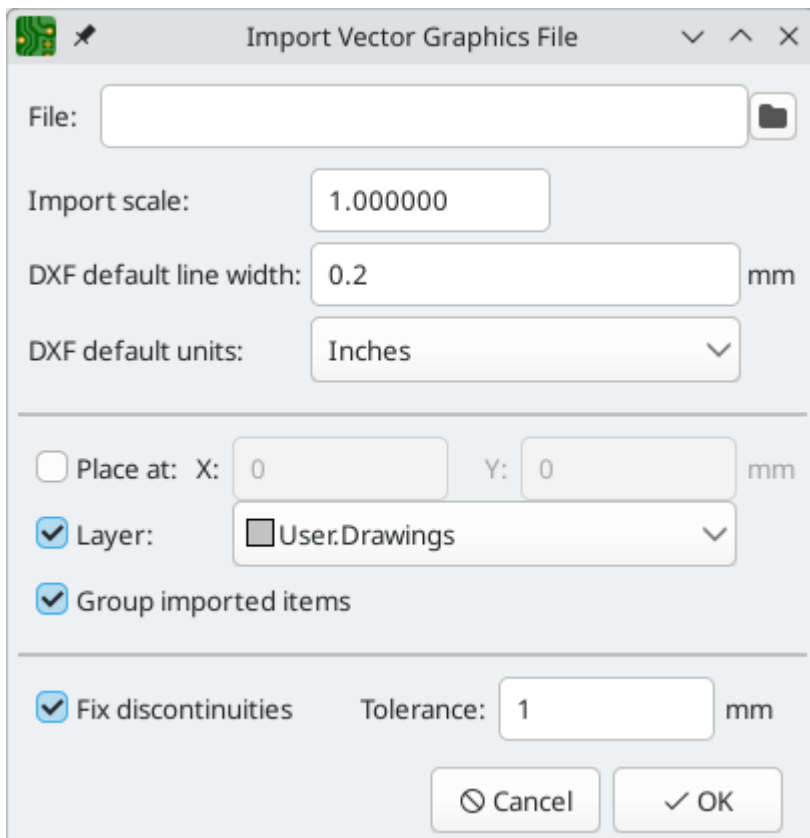 Import Vector Graphics File
File:
Import scale: 1.000000
DXF default line width: 0.2 mm
DXF default units: Inches
Place at: X: 0 Y: 0 mm
Layer: User.Drawings
Group imported items
Fix discontinuities Tolerance: 1 mm
Cancel OK